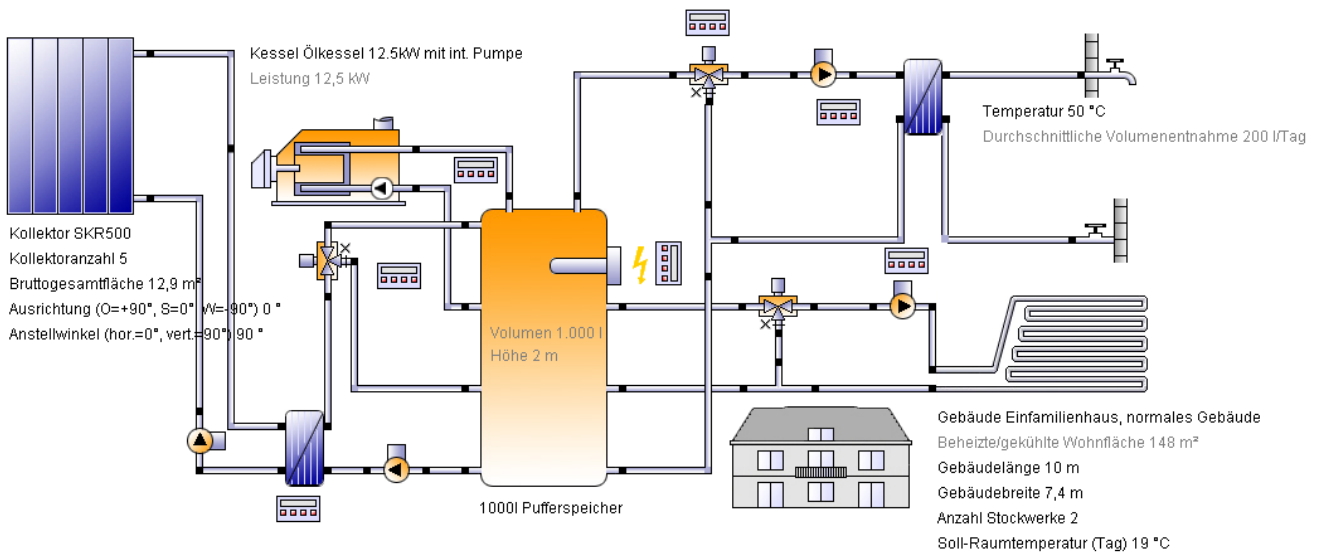 Kessel Ölkessel 12.5kW mit int. Pumpe
Leistung 12,5 kW
Temperatur 50 °C
Durchschnittliche Volumenentnahme 200 l/Tag
Kollektor SKR500
Kollektoranzahl 5
Bruttogesamtfläche 12,9 m²
Ausrichtung (O=+90°, S=0°, W=-90°) 0 °
Anstellwinkel (hor.=0°, vert.=90°) 90 °
Volumen 1.000 l
Höhe 2 m
1000l Pufferspeicher
Gebäude Einfamilienhaus, normales Gebäude
Beheizte/gekühlte Wohnfläche 148 m²
Gebäudelänge 10 m
Gebäudebreite 7,4 m
Anzahl Stockwerke 2
Soll-Raumtemperatur (Tag) 19 °C